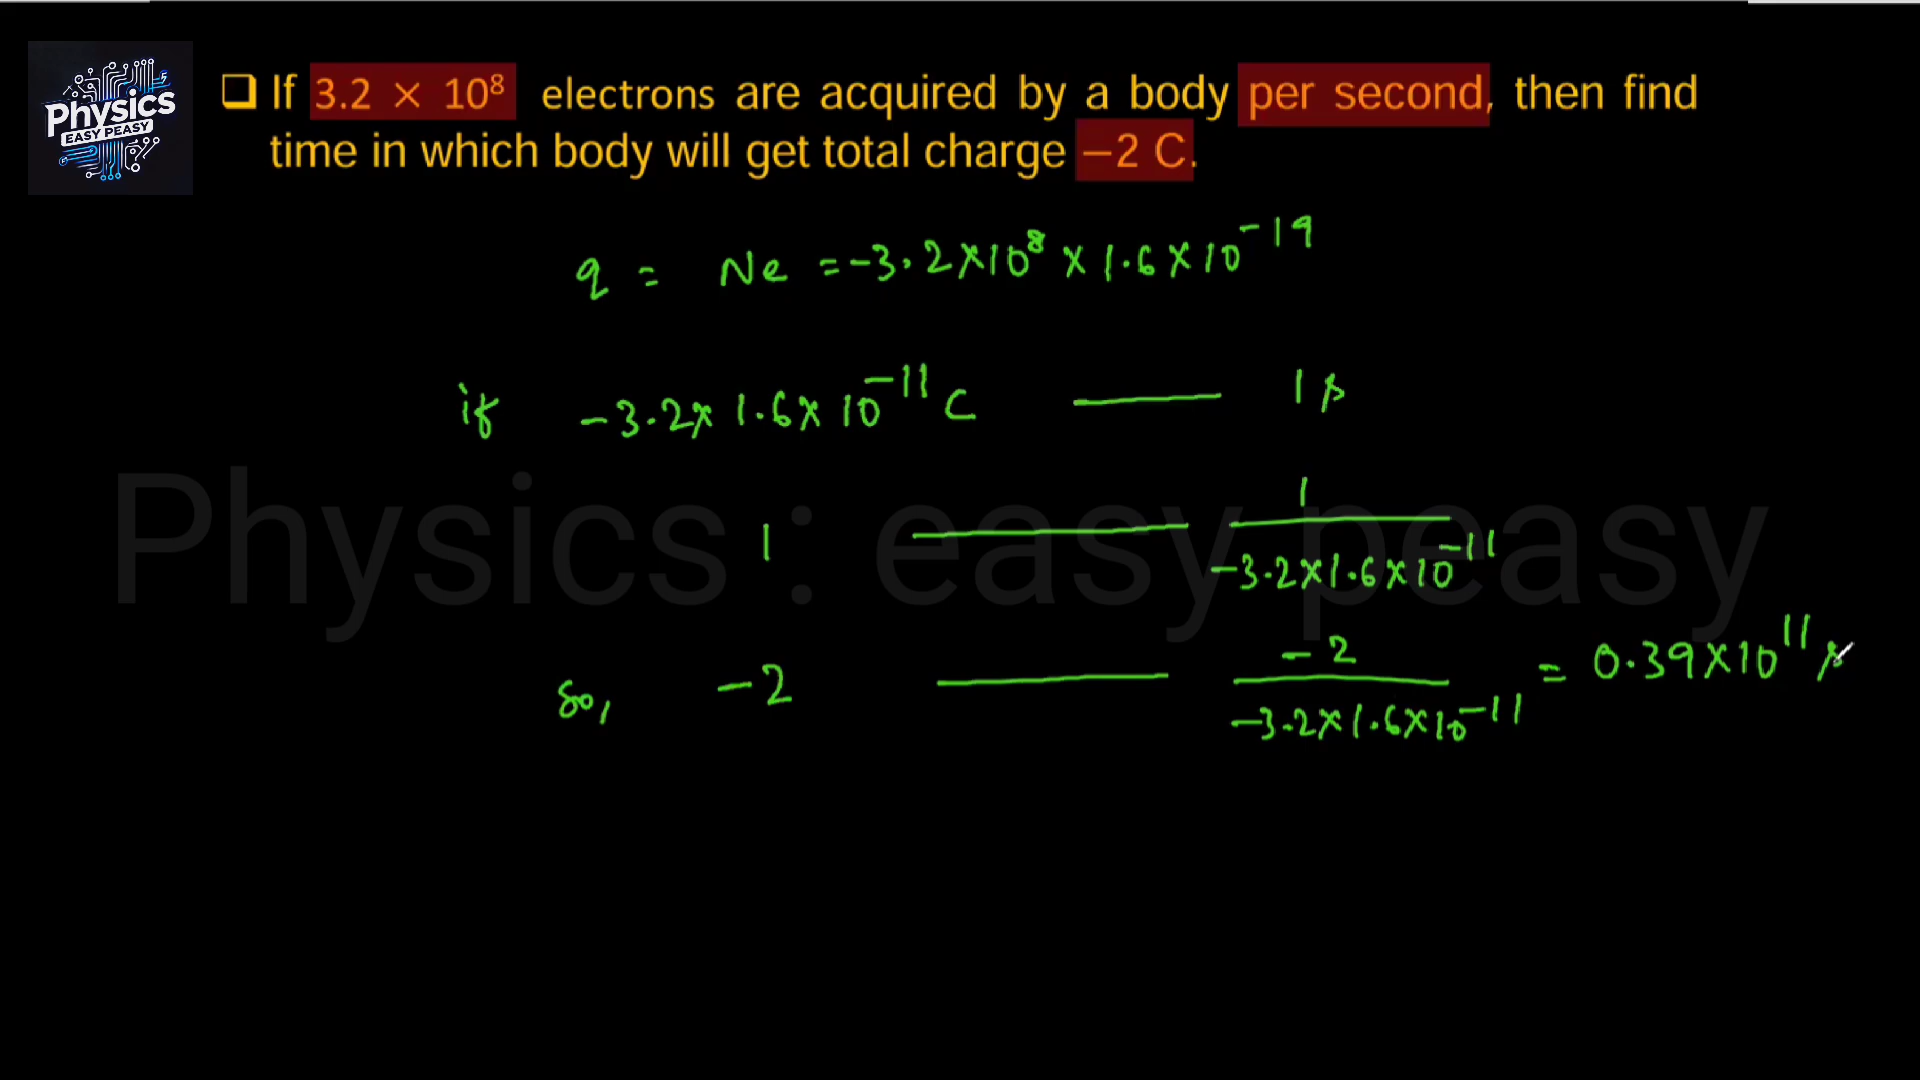 Physics
EASY PEASY
❑ If 3.2 × 10⁸ electrons are acquired by a body per second, then find
time in which body will get total charge −2 C.
q = Ne = -3.2×10⁸ × 1.6×10⁻¹⁹
if -3.2× 1.6× 10⁻¹¹ C —— 1 s
1 —— 1 / -3.2×1.6×10⁻¹¹
so, -2 —— -2 / -3.2×1.6×10⁻¹¹ = 0.39×10¹¹ s
Physics : easy peasy